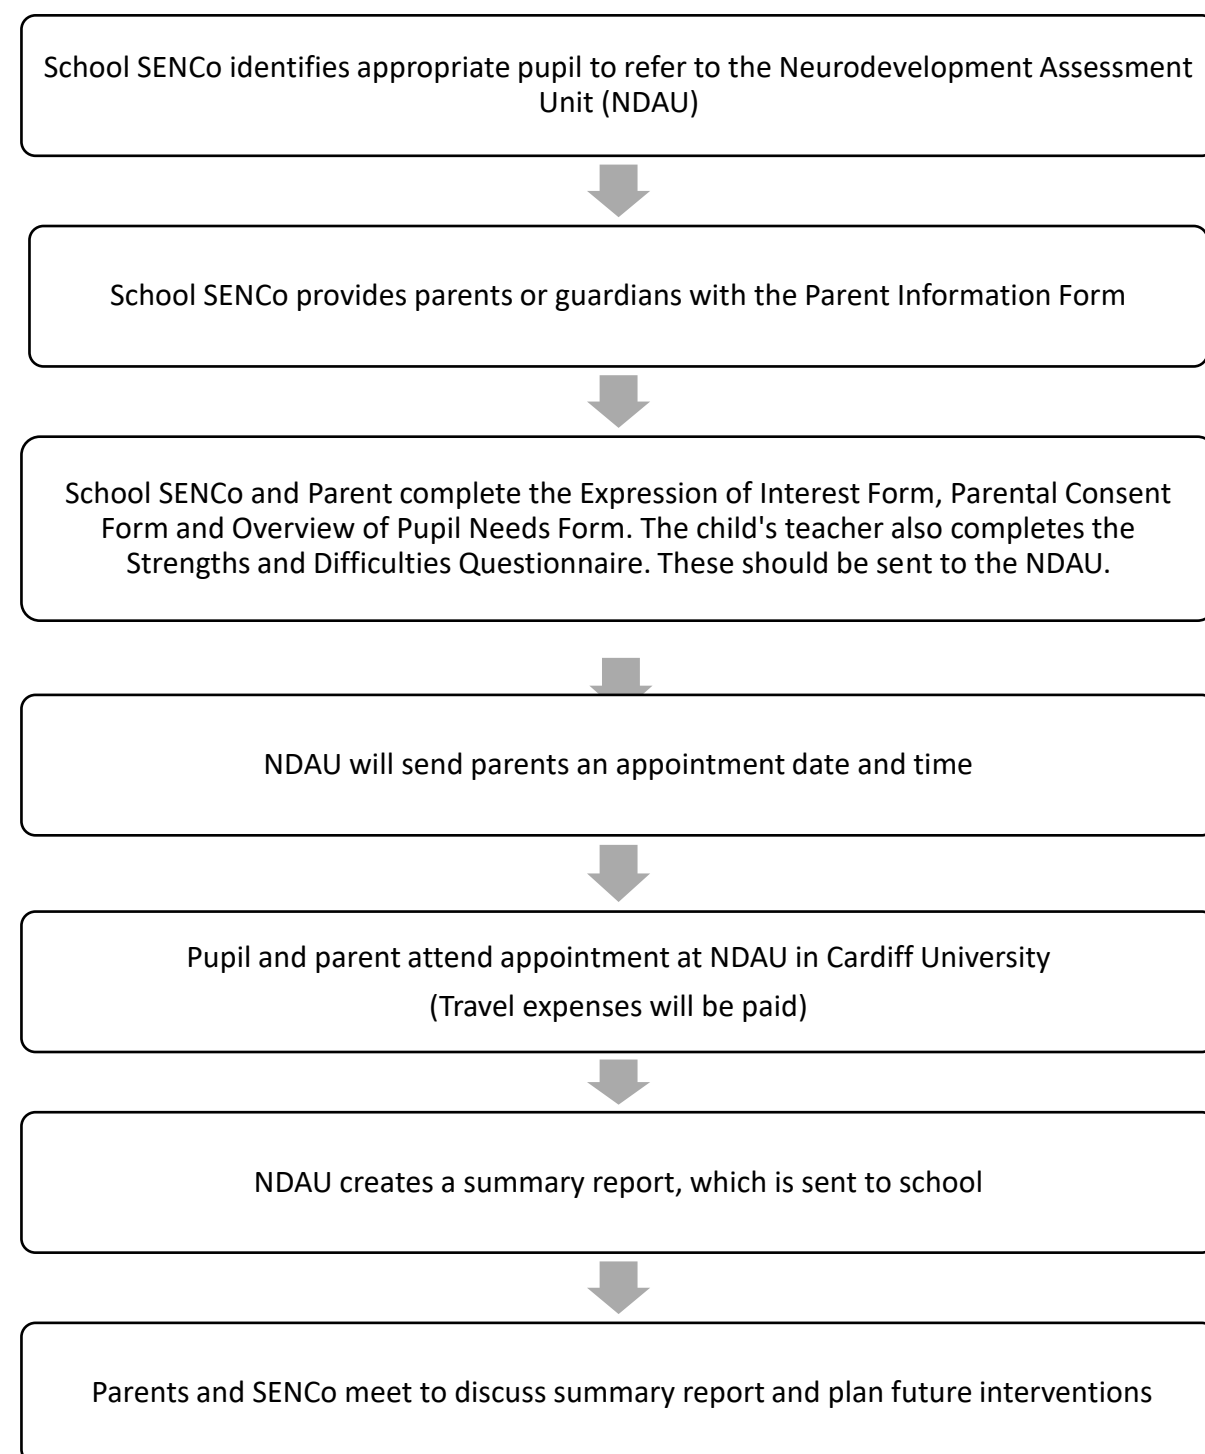 School SENCo identifies appropriate pupil to refer to the Neurodevelopment Assessment
Unit (NDAU)
School SENCo provides parents or guardians with the Parent Information Form
School SENCo and Parent complete the Expression of Interest Form, Parental Consent
Form and Overview of Pupil Needs Form. The child's teacher also completes the
Strengths and Difficulties Questionnaire. These should be sent to the NDAU.
NDAU will send parents an appointment date and time
Pupil and parent attend appointment at NDAU in Cardiff University
(Travel expenses will be paid)
NDAU creates a summary report, which is sent to school
Parents and SENCo meet to discuss summary report and plan future interventions